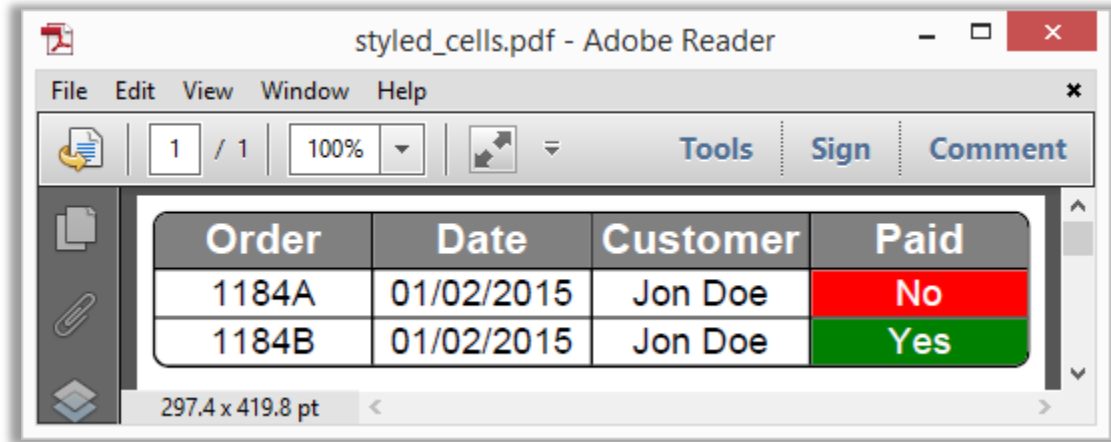 styled_cells.pdf - Adobe Reader
File Edit View Window Help
1 / 1 100% Tools Sign Comment
Order Date Customer Paid
1184A 01/02/2015 Jon Doe No
1184B 01/02/2015 Jon Doe Yes
297.4 x 419.8 pt